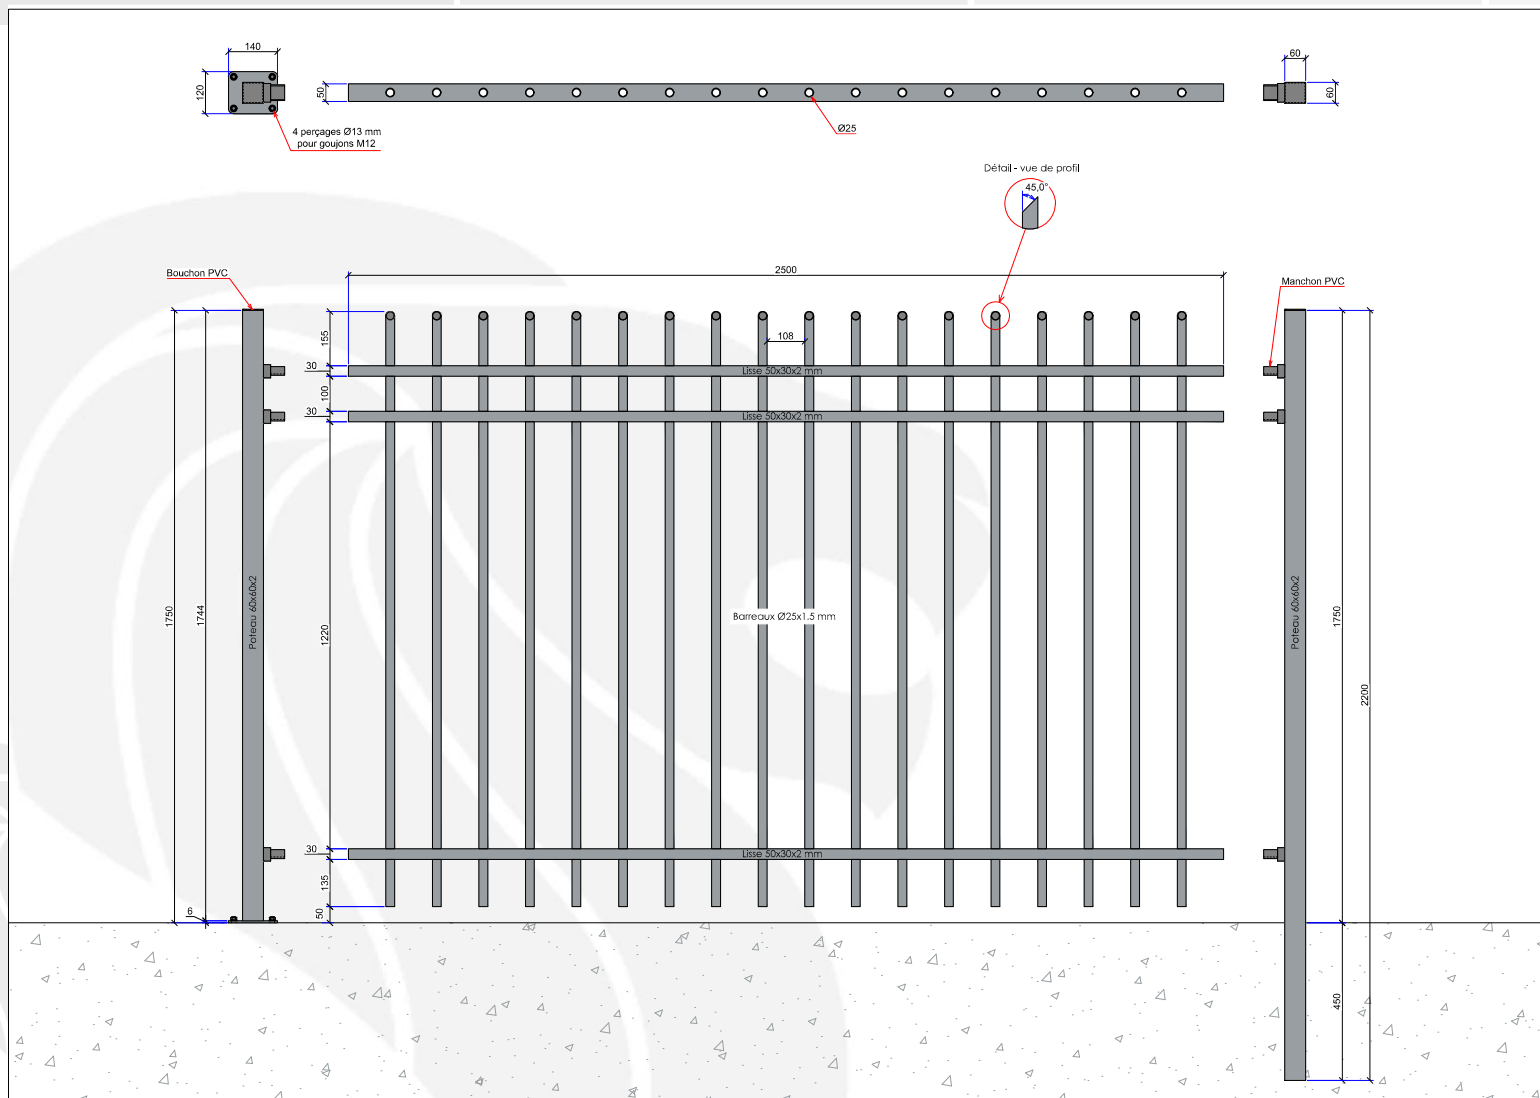 140
120
4 perçages Ø13 mm
pour goujons M12
50
Ø25
60
60
Détail - vue de profil
45,0°
Bouchon PVC
2500
Manchon PVC
155
108
30
Lisse 50x30x2 mm
100
30
Lisse 50x30x2 mm
1750
1744
Poteau 60x60x2
1220
Barreaux Ø25x1.5 mm
Poteau 60x60x2
1750
2200
30
Lisse 50x30x2 mm
135
6
50
450